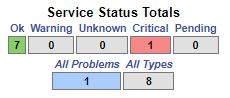 Service Status Totals
Ok Warning Unknown Critical Pending
7 0 0 1 0
All Problems All Types
1 8